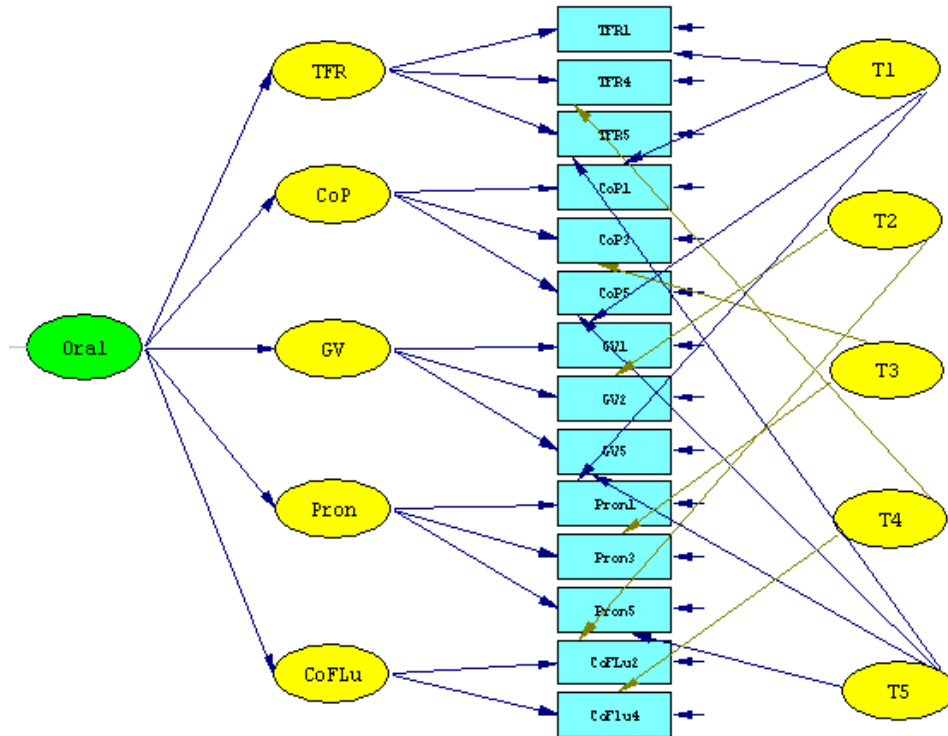 Oral
TFR
CoP
GV
Pron
CoFLu
TFR1
TFR4
TFR5
CoP1
CoP3
CoP5
GV1
GV2
GV5
Pron1
Pron3
Pron5
CoFLu2
CoFlu4
T1
T2
T3
T4
T5